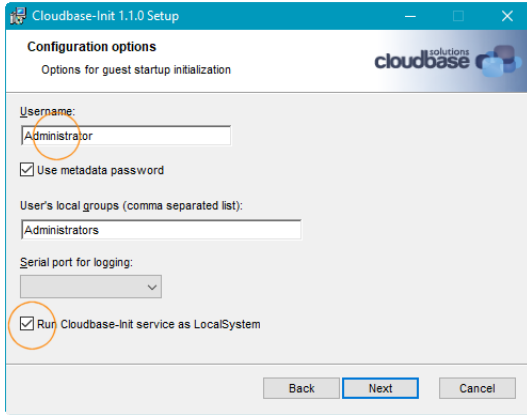 Cloudbase-Init 1.1.0 Setup
Configuration options
Options for guest startup initialization
cloudbase solutions
Username:
Administrator
Use metadata password
User's local groups (comma separated list):
Administrators
Serial port for logging:
Run Cloudbase-Init service as LocalSystem
Back Next Cancel